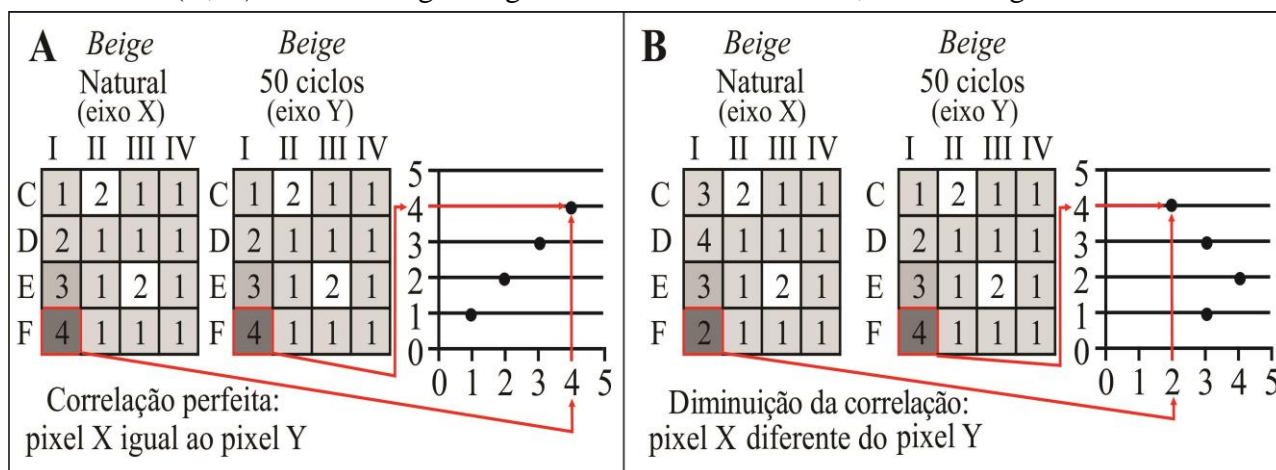 A
Beige
Natural
(eixo X)
I II III IV
C 1 2 1 1
D 2 1 1 1
E 3 1 2 1
F 4 1 1 1
Beige
50 ciclos
(eixo Y)
I II III IV
C 1 2 1 1
D 2 1 1 1
E 3 1 2 1
F 4 1 1 1
5
4
3
2
1
0
0 1 2 3 4 5
Correlação perfeita:
pixel X igual ao pixel Y
B
Beige
Natural
(eixo X)
I II III IV
C 3 2 1 1
D 4 1 1 1
E 3 1 2 1
F 2 1 1 1
Beige
50 ciclos
(eixo Y)
I II III IV
C 1 2 1 1
D 2 1 1 1
E 3 1 2 1
F 4 1 1 1
5
4
3
2
1
0
0 1 2 3 4 5
Diminuição da correlação:
pixel X diferente do pixel Y